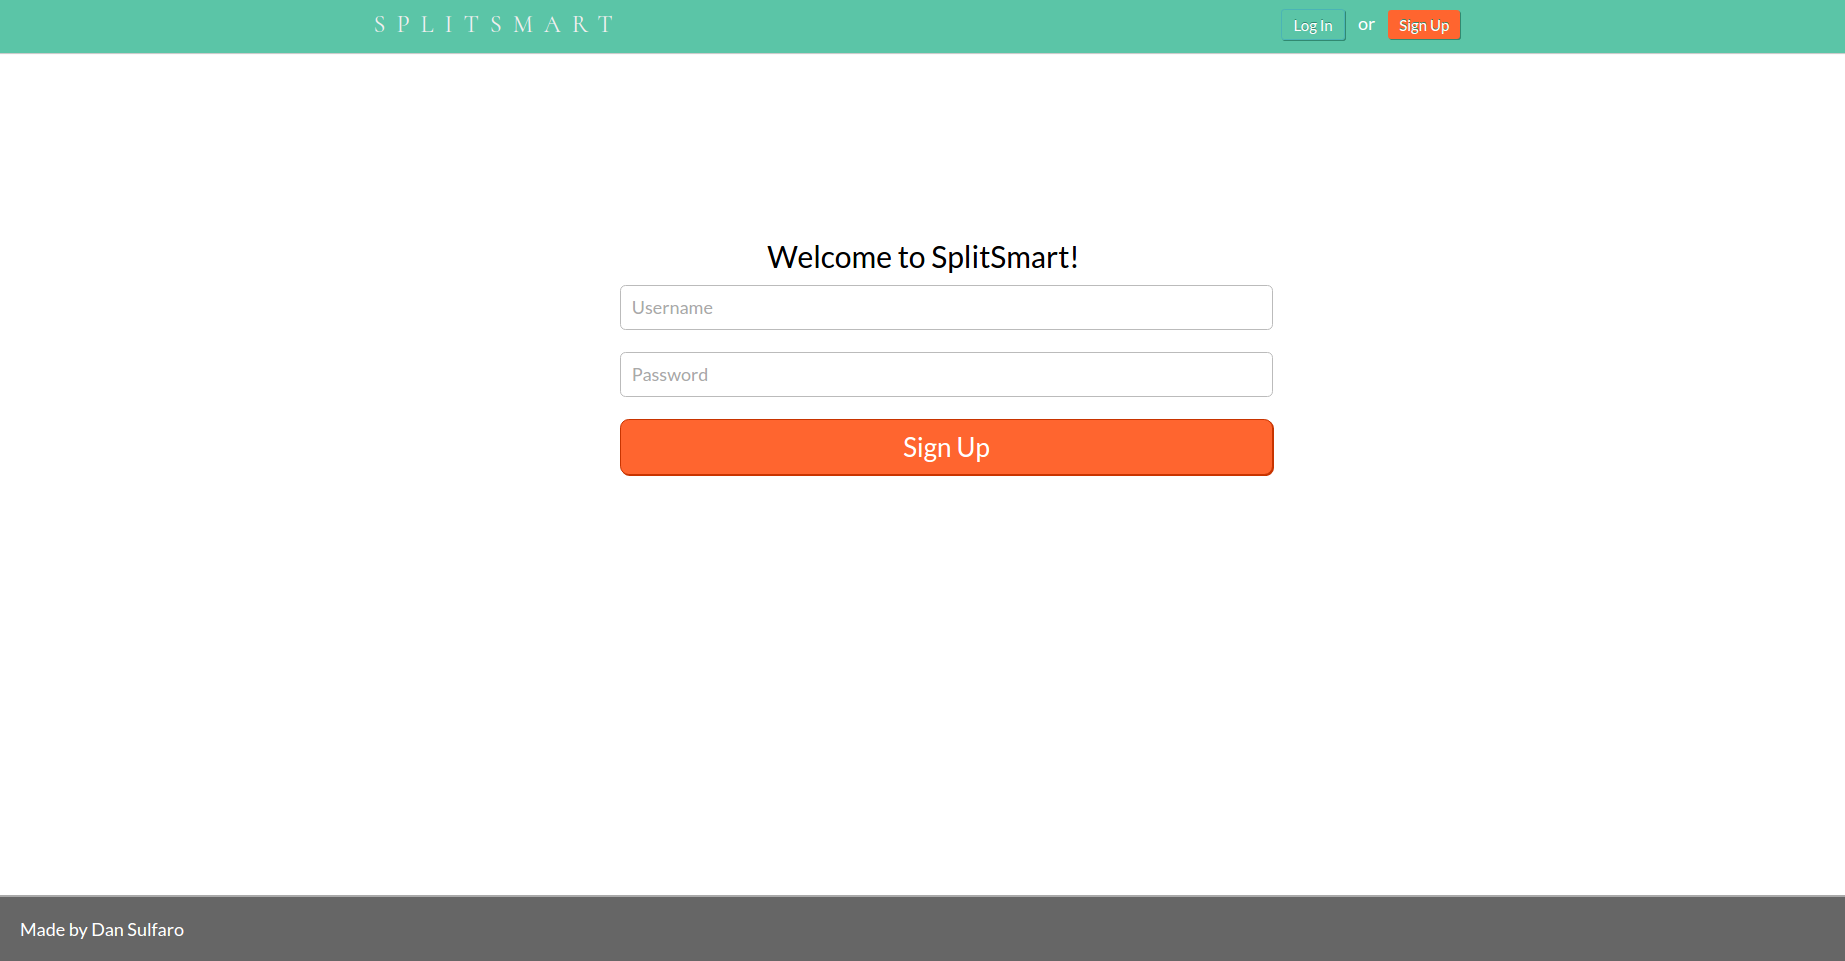 SPLITSMART
Log In or Sign Up
Welcome to SplitSmart!
Username
Password
Sign Up
Made by Dan Sulfaro